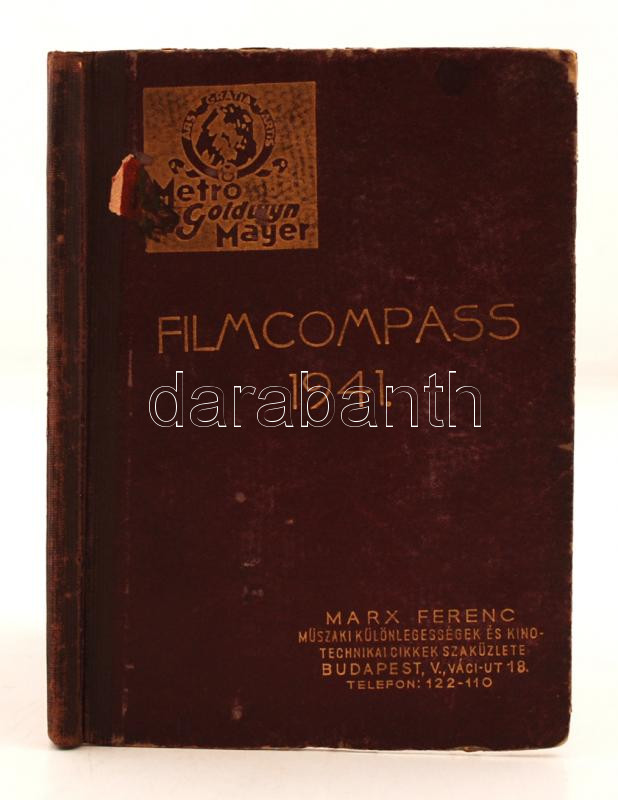 ARS GRATIA ARTIS
Metro
Goldwyn
Mayer
FILMCOMPASS
1941.
darabanth
MARX FERENC
MŰSZAKI KÜLÖNLEGESSÉGEK ÉS KINO-
TECHNIKAI CIKKEK SZAKÜZLETE
BUDAPEST, V., VÁCI-UT 18.
TELEFON: 122-110